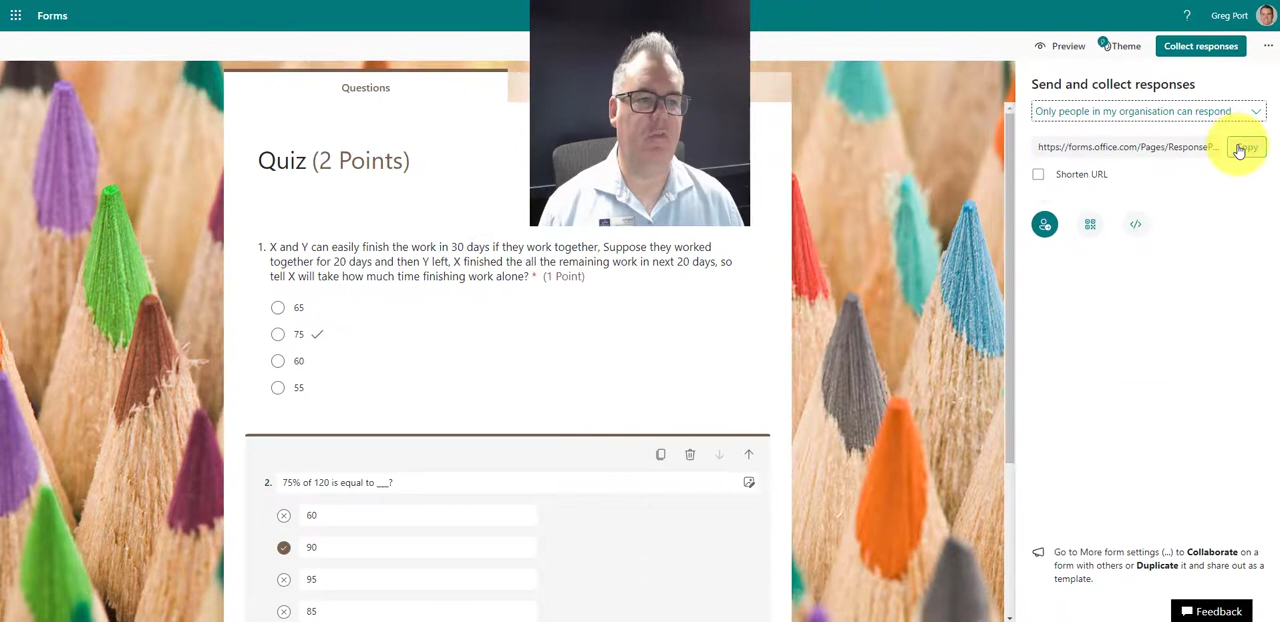 Forms
?
Greg Port
Preview
Theme
Collect responses
...
Send and collect responses
Only people in my organisation can respond
https://forms.office.com/Pages/ResponseP...
Shorten URL
Questions
Quiz (2 Points)
1. X and Y can easily finish the work in 30 days if they work together, Suppose they worked
together for 20 days and then Y left, X finished the all the remaining work in next 20 days, so
tell X will take how much time finishing work alone? * (1 Point)
65
75
60
55
2. 75% of 120 is equal to ___?
60
90
95
85
Go to More form settings (...) to Collaborate on a
form with others or Duplicate it and share out as a
template.
Feedback